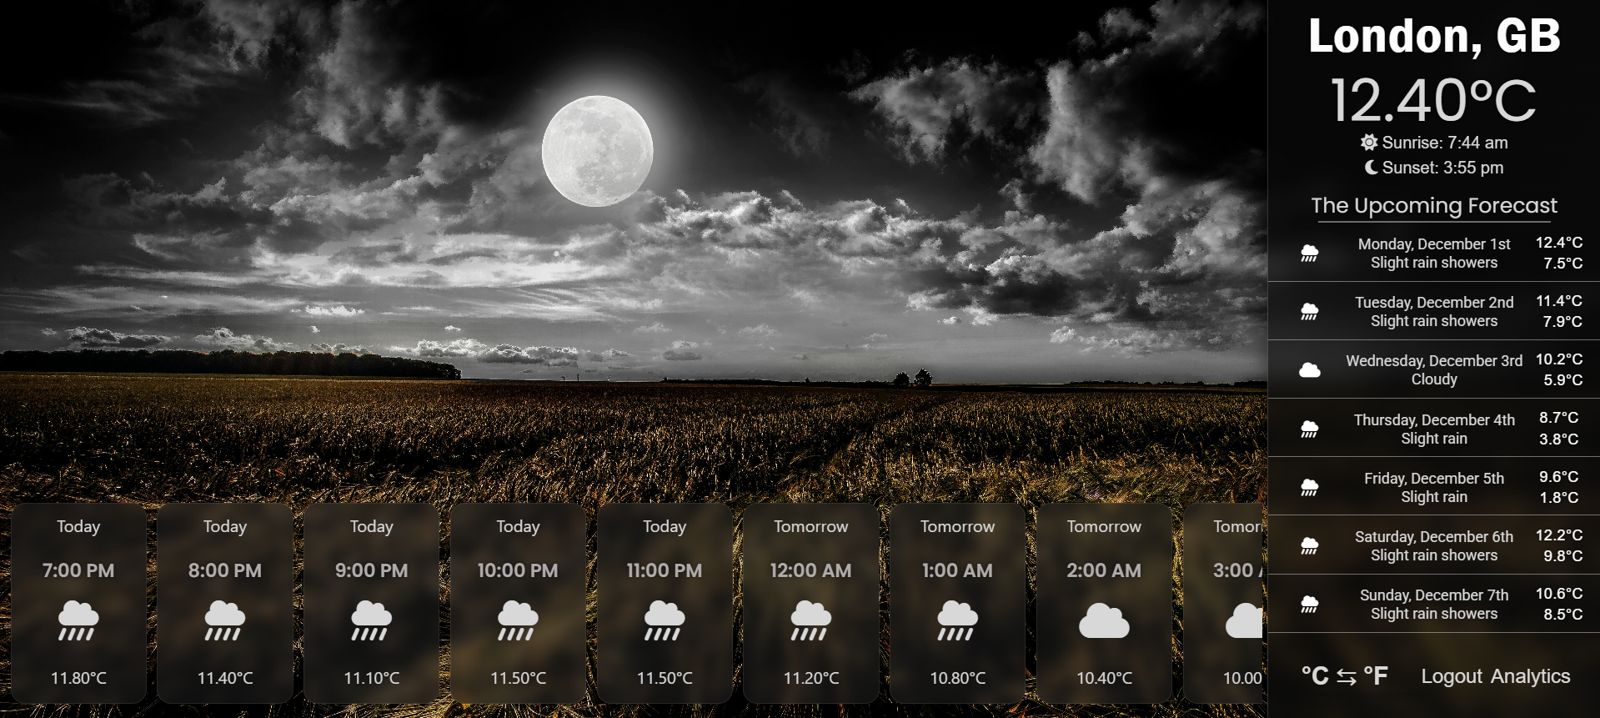 London, GB
12.40°C
Sunrise: 7:44 am
Sunset: 3:55 pm
The Upcoming Forecast
Monday, December 1st
Slight rain showers
12.4°C
7.5°C
Tuesday, December 2nd
Slight rain showers
11.4°C
7.9°C
Wednesday, December 3rd
Cloudy
10.2°C
5.9°C
Thursday, December 4th
Slight rain
8.7°C
3.8°C
Friday, December 5th
Slight rain
9.6°C
1.8°C
Saturday, December 6th
Slight rain showers
12.2°C
9.8°C
Sunday, December 7th
Slight rain showers
10.6°C
8.5°C
°C ⇆ °F
Logout Analytics
Today
7:00 PM
11.80°C
Today
8:00 PM
11.40°C
Today
9:00 PM
11.10°C
Today
10:00 PM
11.50°C
Today
11:00 PM
11.50°C
Tomorrow
12:00 AM
11.20°C
Tomorrow
1:00 AM
10.80°C
Tomorrow
2:00 AM
10.40°C
Tomor
3:00 A
10.00